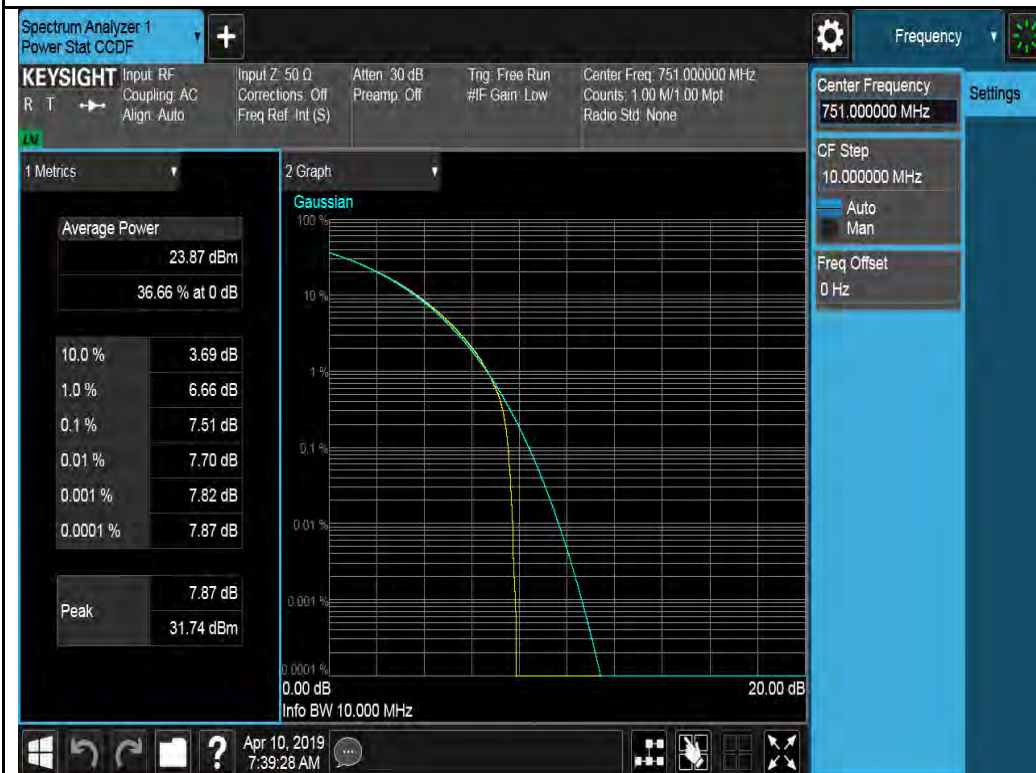 Spectrum Analyzer 1
Power Stat CCDF
+
Frequency
KEYSIGHT
R T
LNI
Input: RF
Coupling: AC
Align: Auto
Input Z: 50 Ω
Corrections: Off
Freq Ref: Int (S)
Atten: 30 dB
Preamp: Off
Trig: Free Run
#IF Gain: Low
Center Freq: 751.000000 MHz
Counts: 1.00 M/1.00 Mpt
Radio Std: None
Center Frequency
751.000000 MHz
Settings
CF Step
10.000000 MHz
Auto
Man
Freq Offset
0 Hz
1 Metrics
Average Power
23.87 dBm
36.66 % at 0 dB
10.0 % 3.69 dB
1.0 % 6.66 dB
0.1 % 7.51 dB
0.01 % 7.70 dB
0.001 % 7.82 dB
0.0001 % 7.87 dB
Peak
7.87 dB
31.74 dBm
2 Graph
Gaussian
100 %
10 %
1 %
0.1 %
0.01 %
0.001 %
0.0001 %
0.00 dB 20.00 dB
Info BW 10.000 MHz
?
Apr 10, 2019
7:39:28 AM